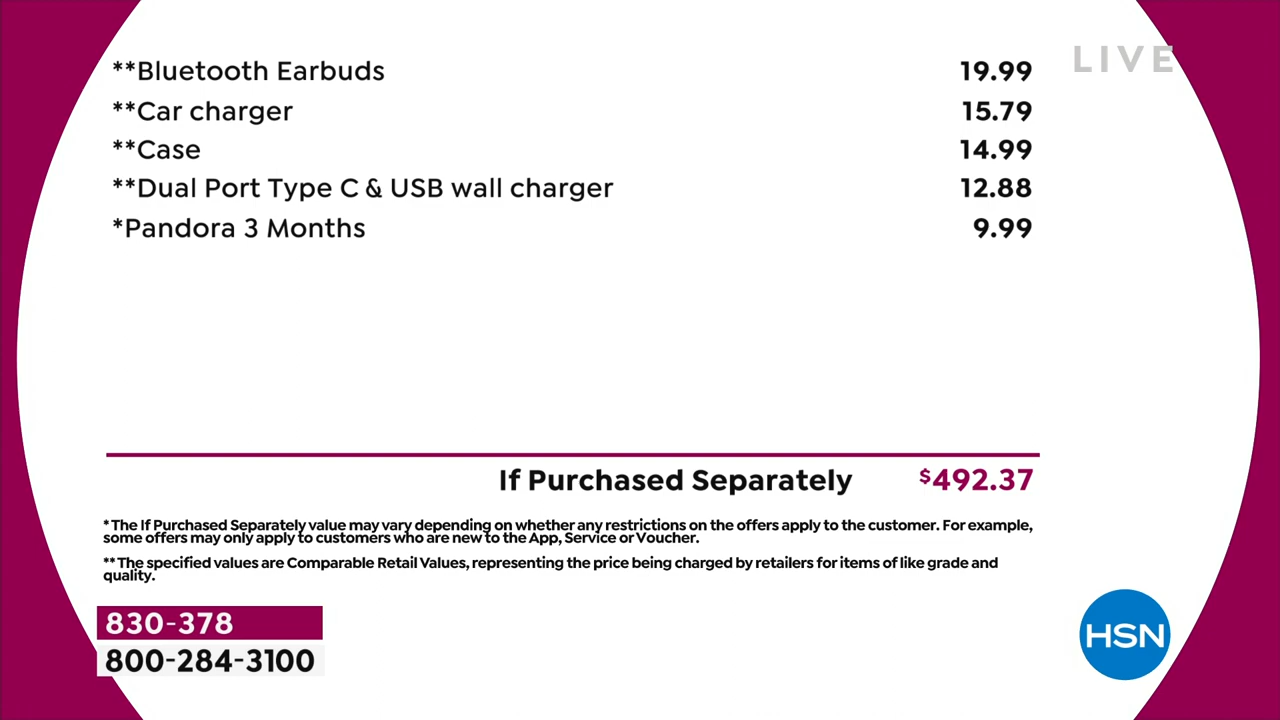 LIVE
**Bluetooth Earbuds 19.99
**Car charger 15.79
**Case 14.99
**Dual Port Type C & USB wall charger 12.88
*Pandora 3 Months 9.99
If Purchased Separately $492.37
* The If Purchased Separately value may vary depending on whether any restrictions on the offers apply to the customer. For example,
some offers may only apply to customers who are new to the App, Service or Voucher.
** The specified values are Comparable Retail Values, representing the price being charged by retailers for items of like grade and
quality.
830-378
800-284-3100
HSN